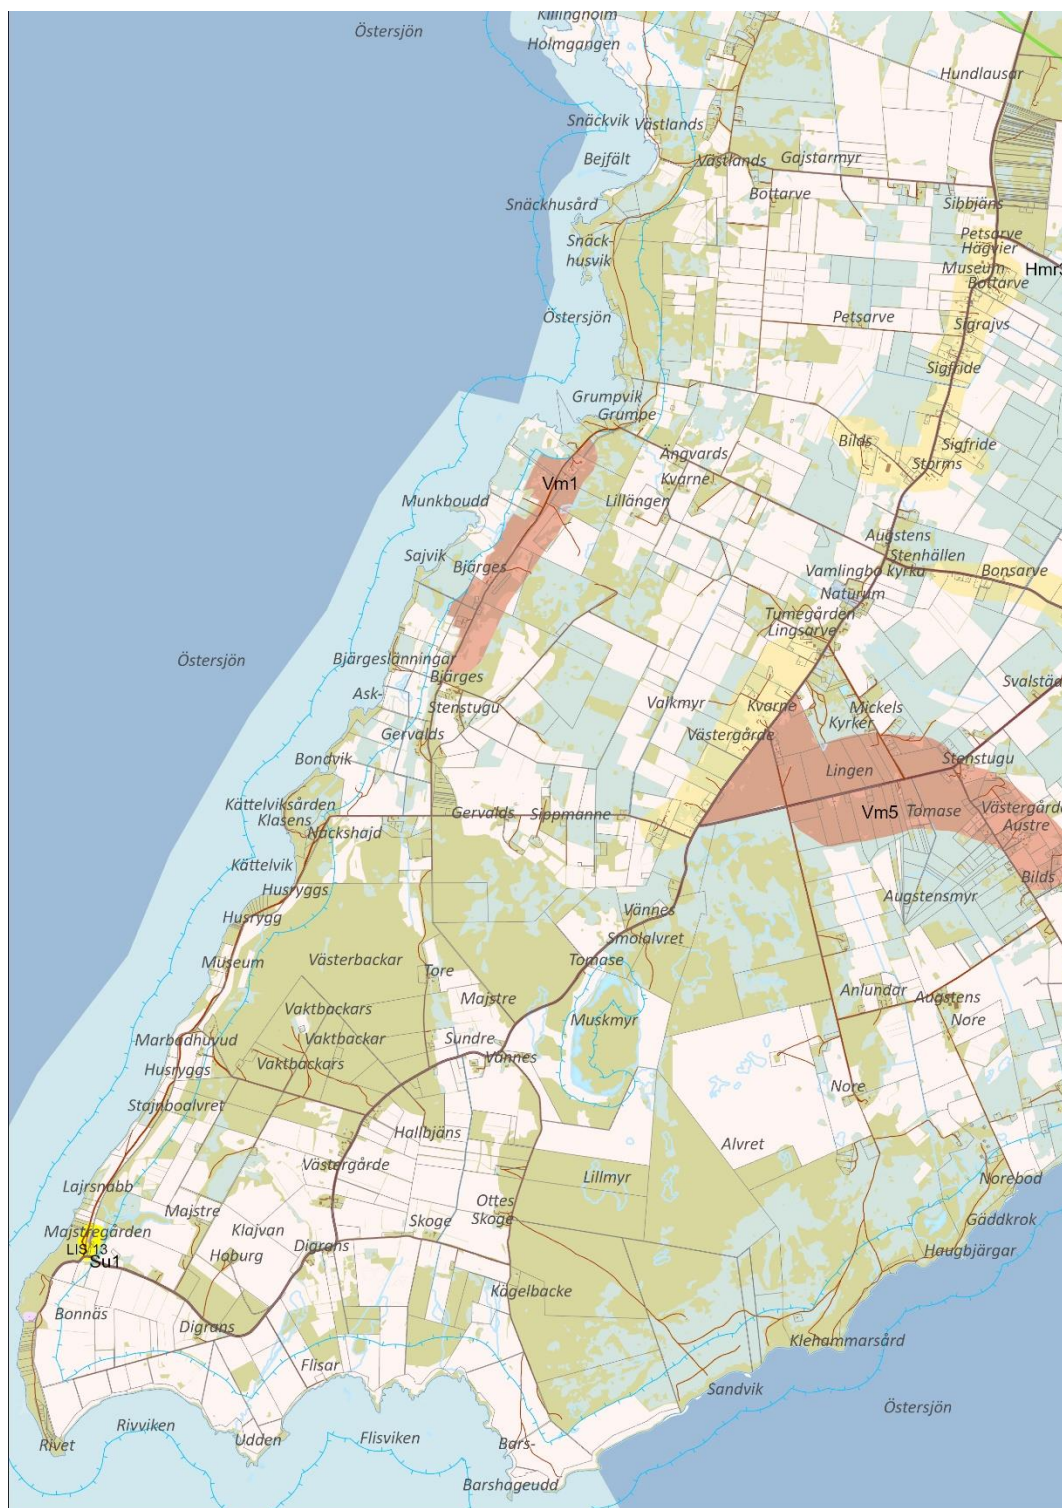 Killingholm
Östersjön
Holmgangen
Hundlausar
Snäckvik
Västlands
Bejfält
Västlands
Gajstarmyr
Bottarve
Snäckhusård
Sibbjäns
Snäck-
husvik
Petsarve
Hägvier
Museum
Hmr3
Bottarve
Östersjön
Petsarve
Sigrajvs
Sigfride
Grumpvik
Grumpe
Bilds
Sigfride
Ängvards
Storms
Kvarne
Vm1
Munkboudd
Lillängen
Augstens
Sajvik
Stenhällen
Bjärges
Vamlingbo kyrka
Bonsarve
Naturum
Tumegården
Lingsarve
Östersjön
Bjärgeslänningar
Bjärges
Svalstäd
Ask-
Stenstugu
Valkmyr
Kvarne
Mickels
Kyrker
Gervalds
Västergårde
Bondvik
Stenstugu
Lingen
Kättelviksården
Klasens
Gervalds
Sippmanne
Vm5
Tomase
Västergårde
Austre
Näckshajd
Kättelvik
Bilds
Husryggs
Augstensmyr
Husrygg
Vännes
Smolalvret
Museum
Västerbackar
Tore
Tomase
Anlundar
Augstens
Vaktbackars
Majstre
Muskmyr
Nore
Marbodhuvud
Vaktbackar
Sundre
Husryggs
Vaktbackars
Vännes
Nore
Stajnboalvret
Hallbjäns
Alvret
Västergårde
Lillmyr
Norebod
Lajrsnabb
Majstre
Ottes
Skoge
Skoge
Gäddkrok
Majstregården
Klajvan
LIS 13
Su1
Hoburg
Digrans
Haugbjärgar
Kägelbacke
Bonnäs
Digrans
Klehammarsård
Flisar
Sandvik
Östersjön
Rivviken
Rivet
Udden
Flisviken
Bars-
Barshageudd